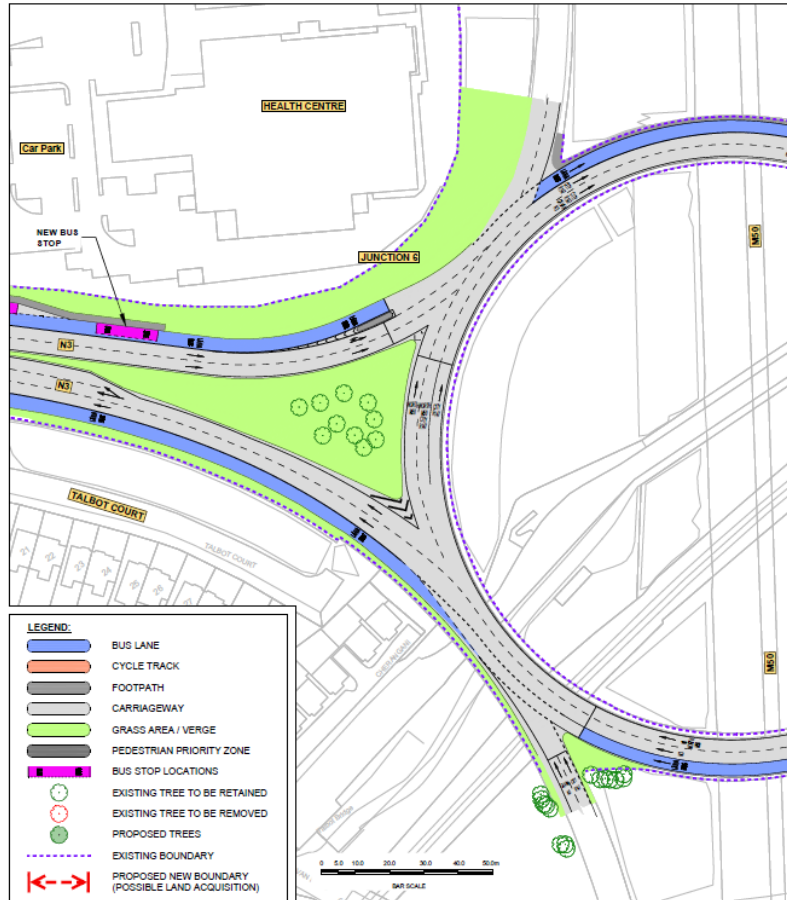 HEALTH CENTRE
Car Park
NEW BUS
STOP
JUNCTION 6
M50
N3
N3
TALBOT COURT
TALBOT COURT
21
22
23
24
25
26
27
M50
LEGEND:
BUS LANE
CYCLE TRACK
FOOTPATH
CARRIAGEWAY
GRASS AREA / VERGE
PEDESTRIAN PRIORITY ZONE
BUS STOP LOCATIONS
EXISTING TREE TO BE RETAINED
EXISTING TREE TO BE REMOVED
PROPOSED TREES
EXISTING BOUNDARY
PROPOSED NEW BOUNDARY
(POSSIBLE LAND ACQUISITION)
0 5.0 10.0 20.0 30.0 40.0 50.0m
BAR SCALE